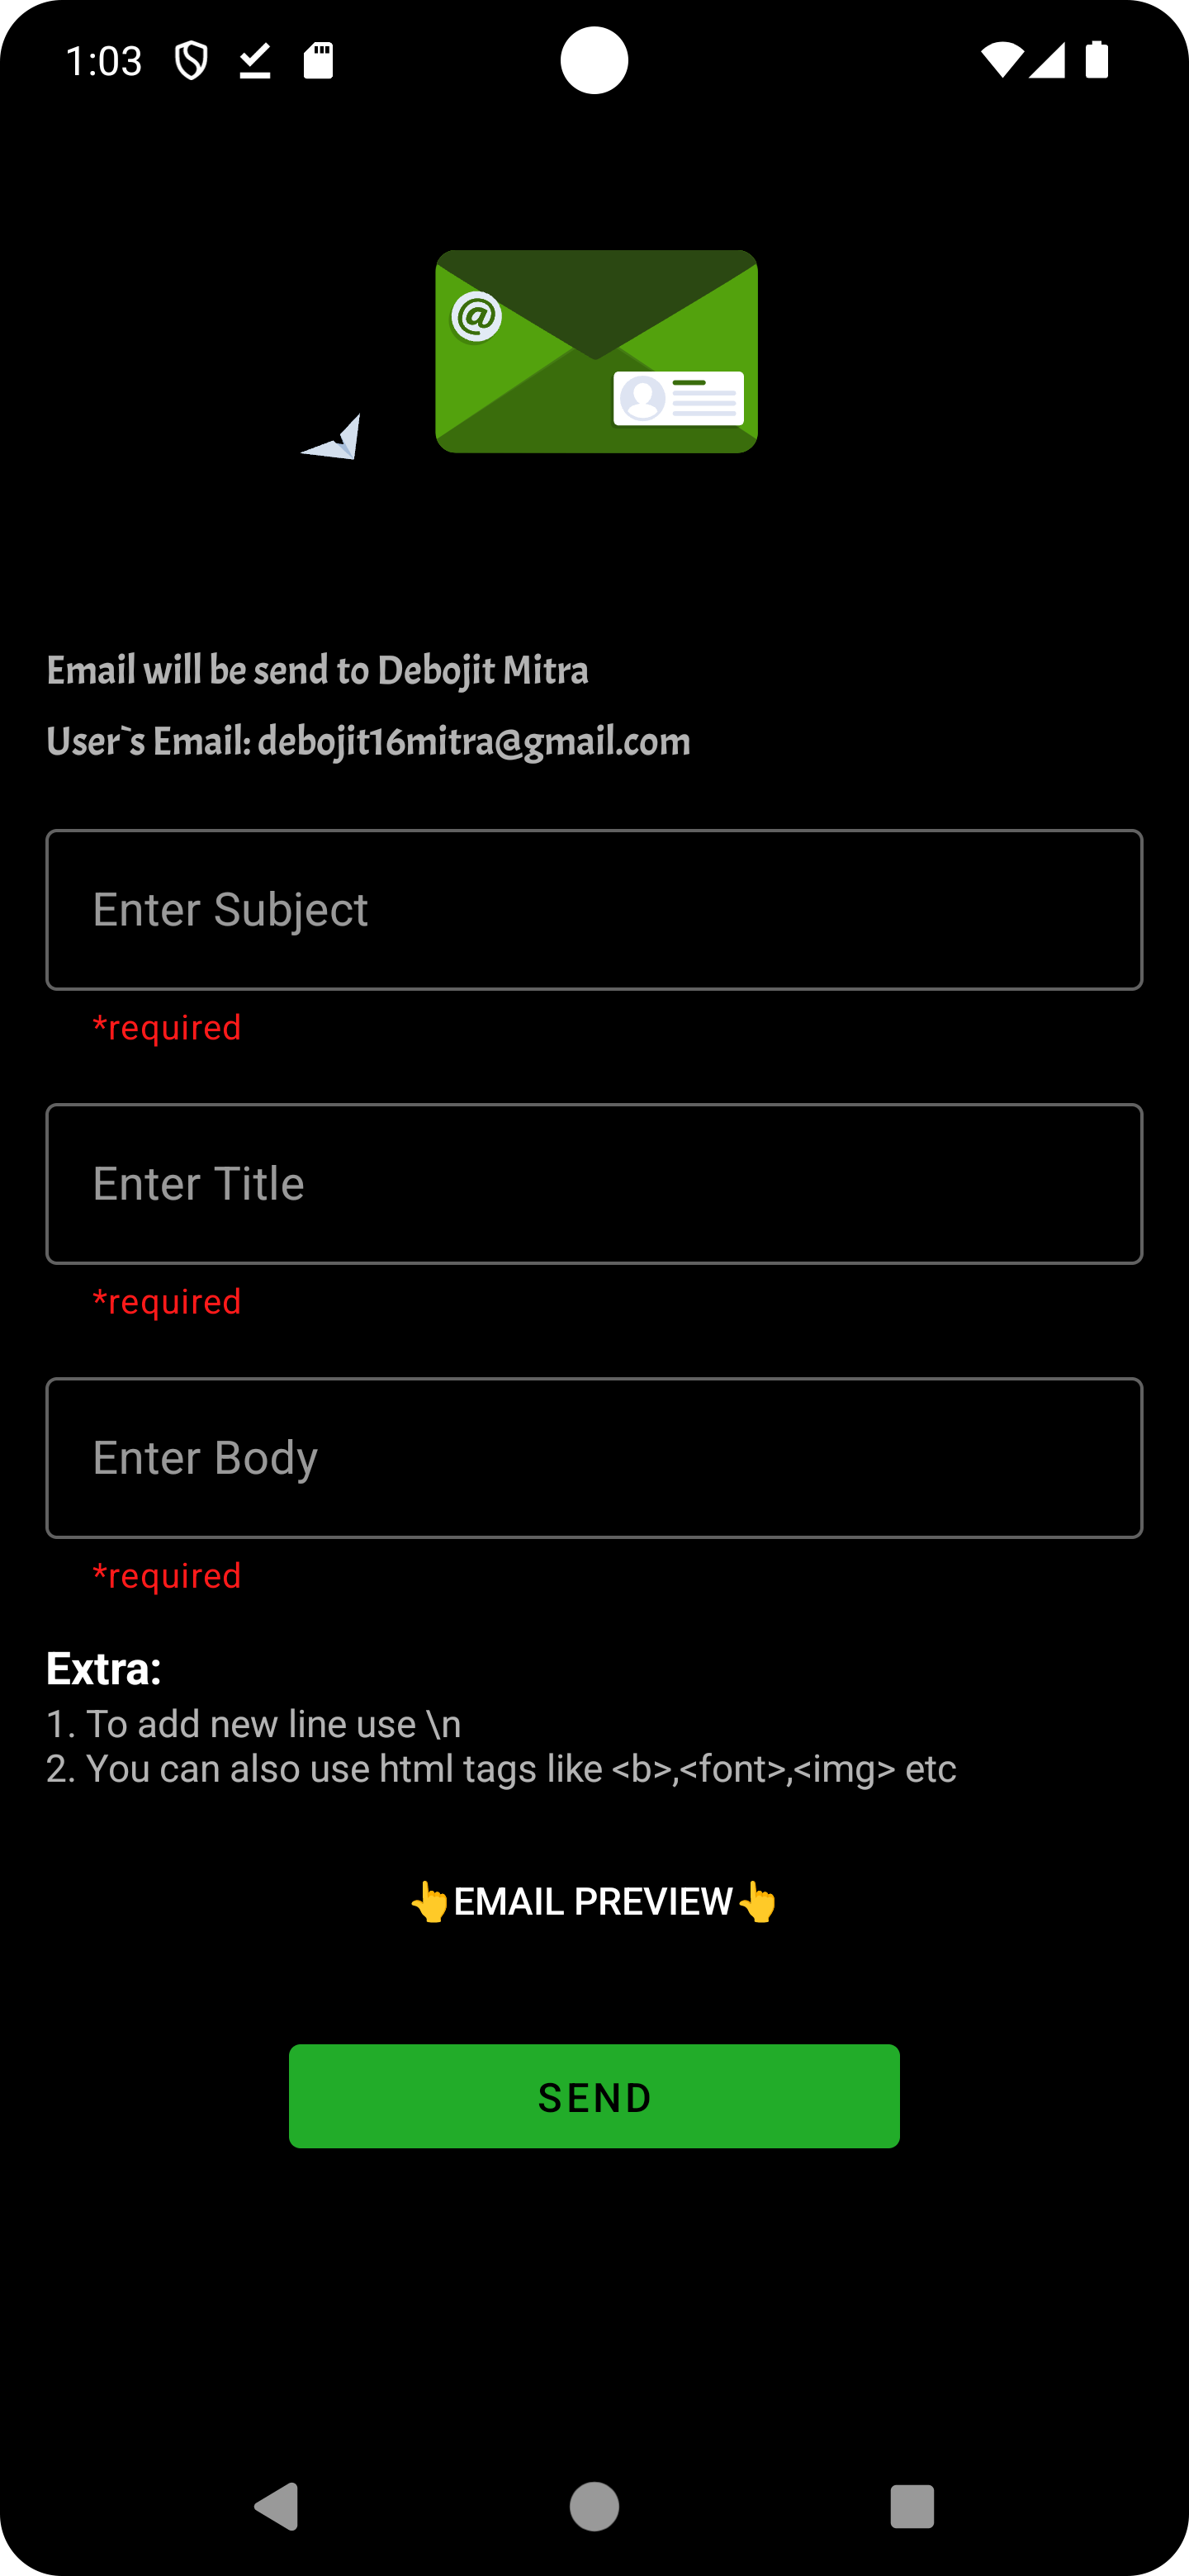 1:03
@
Email will be send to Debojit Mitra
User`s Email: debojit16mitra@gmail.com
Enter Subject
*required
Enter Title
*required
Enter Body
*required
Extra:
1. To add new line use \n
2. You can also use html tags like <b>,<font>,<img> etc
👆EMAIL PREVIEW👆
SEND